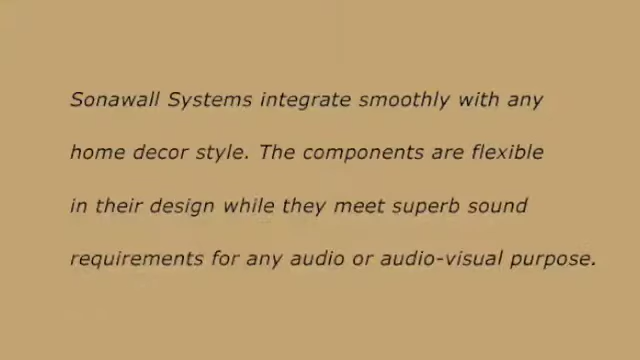 Sonawall Systems integrate smoothly with any
home decor style. The components are flexible
in their design while they meet superb sound
requirements for any audio or audio-visual purpose.